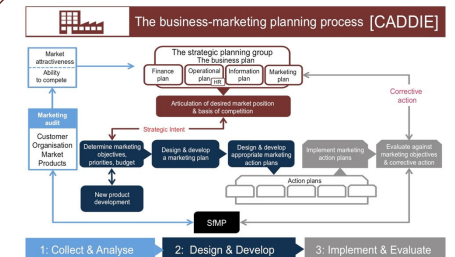 The business-marketing planning process [CADDIE]
Market
attractiveness
Ability
to compete
The strategic planning group
The business plan
Finance
plan
Operational
plan
HR
Information
plan
Marketing
plan
Articulation of desired market position
& basis of competition
Corrective
action
Strategic Intent
Marketing
audit
Customer
Organisation
Market
Products
Determine marketing
objectives,
priorities, budget
Design & develop
a marketing plan
Design & develop
appropriate marketing
action plans
Implement marketing
action plans
Evaluate against
marketing objectives
& corrective action
Action plans
New product
development
SfMP
1: Collect & Analyse
2: Design & Develop
3: Implement & Evaluate